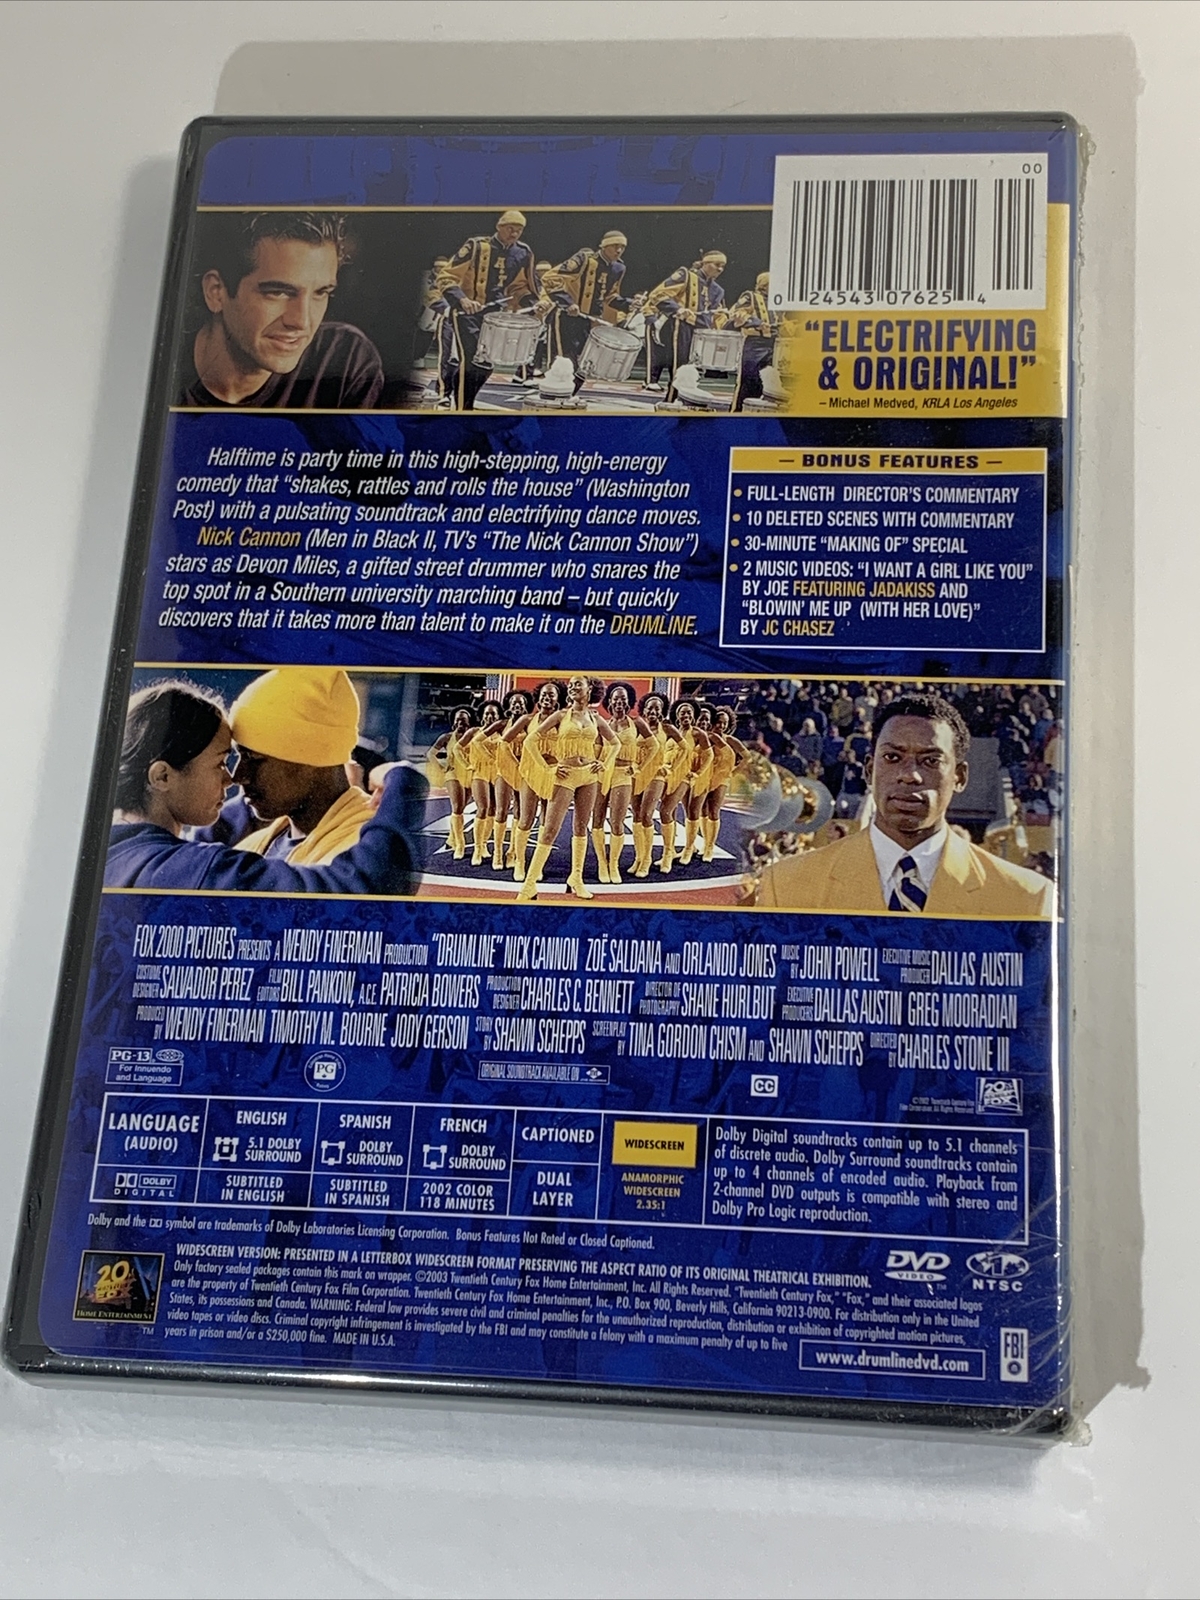 00
0 24543 07625 4
"ELECTRIFYING
& ORIGINAL!"
– Michael Medved, KRLA Los Angeles
Halftime is party time in this high-stepping, high-energy
comedy that "shakes, rattles and rolls the house" (Washington
Post) with a pulsating soundtrack and electrifying dance moves.
Nick Cannon (Men in Black II, TV's "The Nick Cannon Show")
stars as Devon Miles, a gifted street drummer who snares the
top spot in a Southern university marching band – but quickly
discovers that it takes more than talent to make it on the DRUMLINE.
– BONUS FEATURES –
• FULL-LENGTH DIRECTOR'S COMMENTARY
• 10 DELETED SCENES WITH COMMENTARY
• 30-MINUTE "MAKING OF" SPECIAL
• 2 MUSIC VIDEOS: "I WANT A GIRL LIKE YOU"
BY JOE FEATURING JADAKISS AND
"BLOWIN' ME UP (WITH HER LOVE)"
BY JC CHASEZ
FOX 2000 PICTURES PRESENTS A WENDY FINERMAN PRODUCTION "DRUMLINE" NICK CANNON ZOË SALDANA AND ORLANDO JONES MUSIC BY JOHN POWELL EXECUTIVE MUSIC PRODUCER DALLAS AUSTIN
COSTUME DESIGNER SALVADOR PEREZ FILM EDITORS BILL PANKOW, A.C.E. PATRICIA BOWERS PRODUCTION DESIGNER CHARLES C. BENNETT DIRECTOR OF PHOTOGRAPHY SHANE HURLBUT EXECUTIVE PRODUCERS DALLAS AUSTIN GREG MOORADIAN
PRODUCED BY WENDY FINERMAN TIMOTHY M. BOURNE JODY GERSON STORY BY SHAWN SCHEPPS SCREENPLAY BY TINA GORDON CHISM AND SHAWN SCHEPPS DIRECTED BY CHARLES STONE III
PG-13
For Innuendo
and Language
PG
ORIGINAL SOUNDTRACK AVAILABLE ON
CC
©2002 Twentieth Century Fox
Film Corporation. All Rights Reserved.
20th CENTURY FOX
LANGUAGE
(AUDIO)
DOLBY
DIGITAL
ENGLISH
5.1 DOLBY
SURROUND
SUBTITLED
IN ENGLISH
SPANISH
DOLBY
SURROUND
SUBTITLED
IN SPANISH
FRENCH
DOLBY
SURROUND
2002 COLOR
118 MINUTES
CAPTIONED
DUAL
LAYER
WIDESCREEN
ANAMORPHIC
WIDESCREEN
2.35:1
Dolby Digital soundtracks contain up to 5.1 channels
of discrete audio. Dolby Surround soundtracks contain
up to 4 channels of encoded audio. Playback from
2-channel DVD outputs is compatible with stereo and
Dolby Pro Logic reproduction.
Dolby and the symbol are trademarks of Dolby Laboratories Licensing Corporation. Bonus Features Not Rated or Closed Captioned.
WIDESCREEN VERSION: PRESENTED IN A LETTERBOX WIDESCREEN FORMAT PRESERVING THE ASPECT RATIO OF ITS ORIGINAL THEATRICAL EXHIBITION.
Only factory sealed packages contain this mark on wrapper. ©2003 Twentieth Century Fox Home Entertainment, Inc. All Rights Reserved. "Twentieth Century Fox," "Fox," and their associated logos
are the property of Twentieth Century Fox Film Corporation. Twentieth Century Fox Home Entertainment, Inc., P.O. Box 900, Beverly Hills, California 90213-0900. For distribution only in the United
States, its possessions and Canada. WARNING: Federal law provides severe civil and criminal penalties for the unauthorized reproduction, distribution or exhibition of copyrighted motion pictures,
video tapes or video discs. Criminal copyright infringement is investigated by the FBI and may constitute a felony with a maximum penalty of up to five
years in prison and/or a $250,000 fine. MADE IN U.S.A.
20th CENTURY FOX
HOME ENTERTAINMENT
TM
DVD
VIDEO
TM
NTSC
FBI
www.drumlinedvd.com